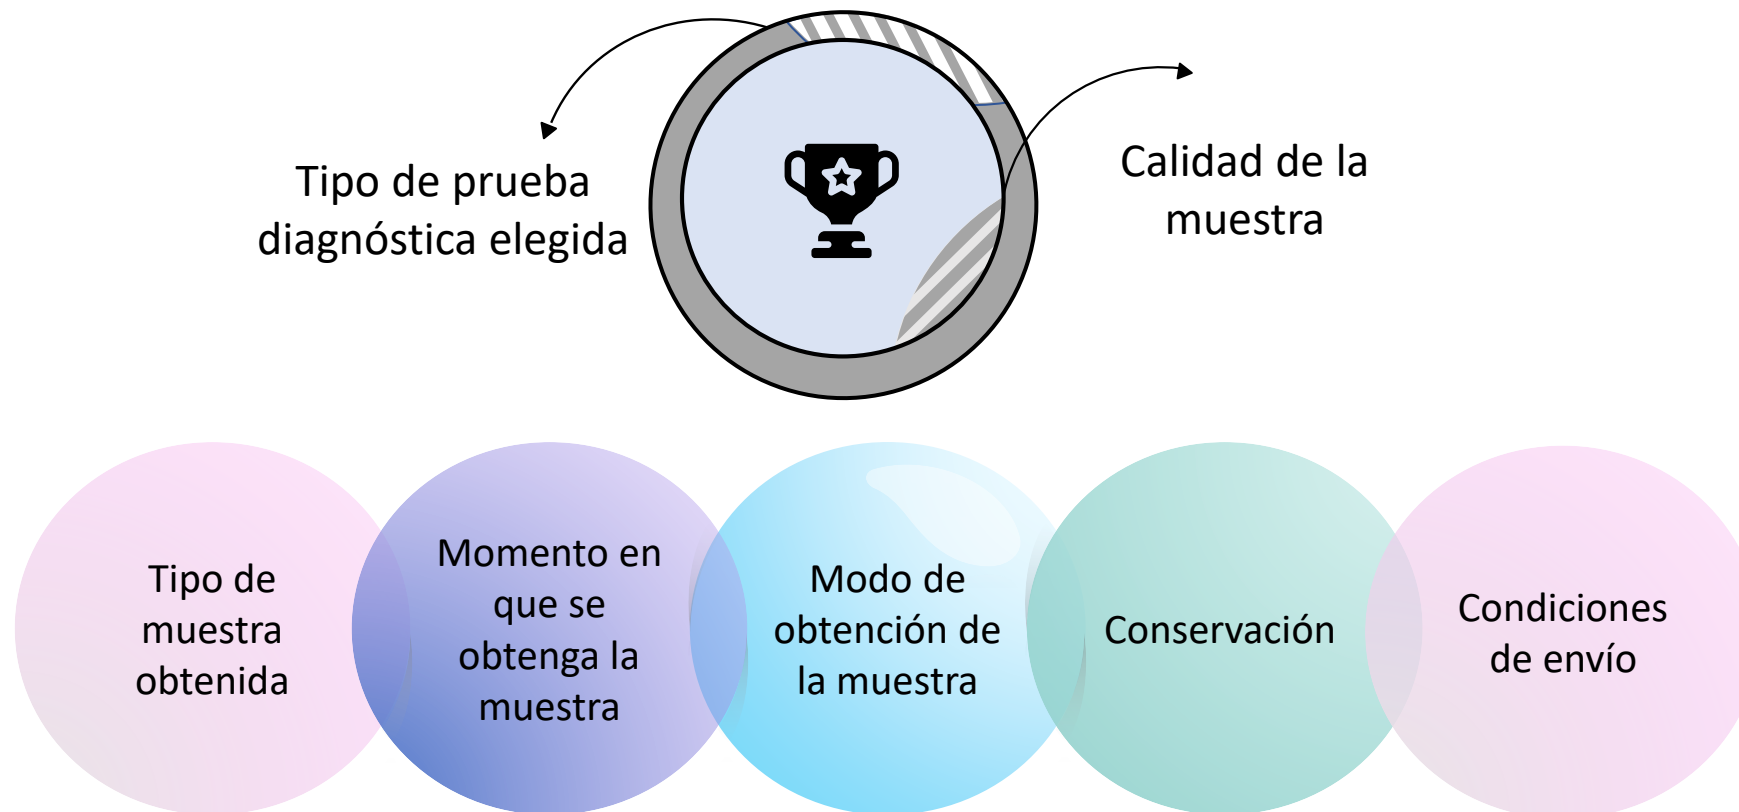 Tipo de prueba
diagnóstica elegida
Calidad de la
muestra
Tipo de
muestra
obtenida
Momento en
que se
obtenga la
muestra
Modo de
obtención de
la muestra
Conservación
Condiciones
de envío